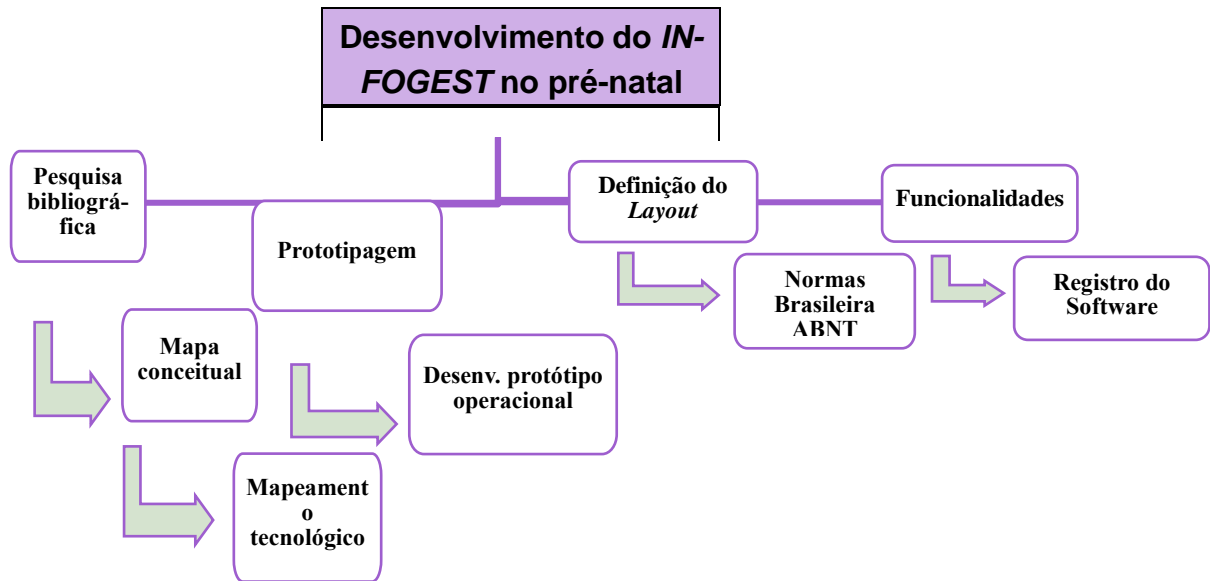 Desenvolvimento do IN-
FOGEST no pré-natal
Pesquisa
bibliográ-
fica
Prototipagem
Definição do
Layout
Funcionalidades
Mapa
conceitual
Desenv. protótipo
operacional
Normas
Brasileira
ABNT
Registro do
Software
Mapeament
o
tecnológico